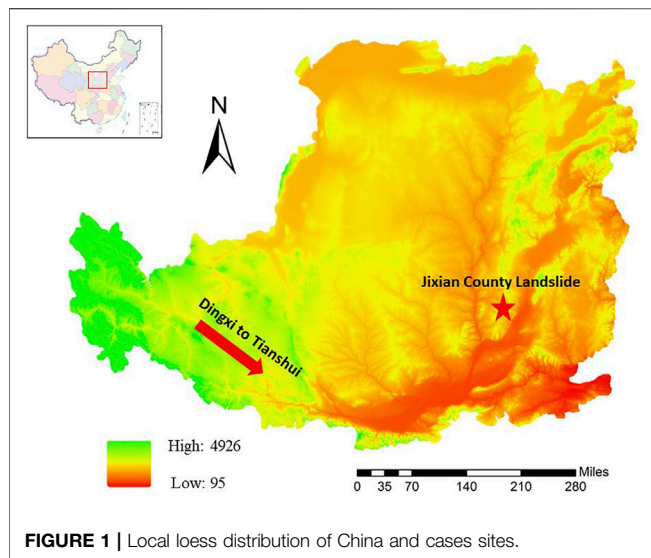 N
Jixian County Landslide
Dingxi to Tianshui
High: 4926
Low: 95
Miles
0 35 70 140 210 280
FIGURE 1 | Local loess distribution of China and cases sites.